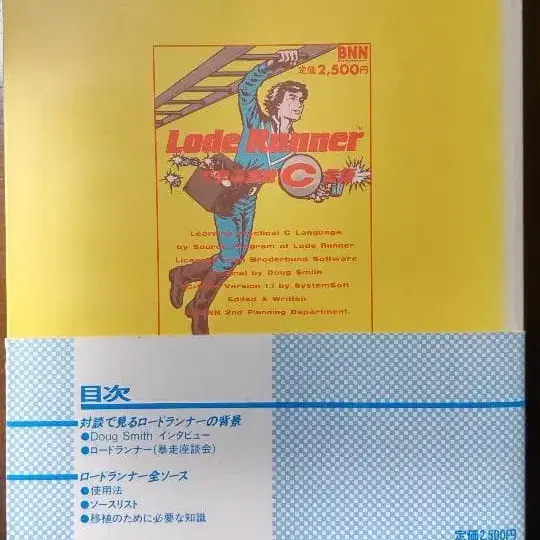 BNN
定価2,500円
Lode Runner
C
Learning Practical C Language
by Source Program of Lode Runner
Broderbund Software
by Doug Smith
Version 1.1 by SystemSoft
Edited & Written
2nd Planning Department.
目次
対談で見るロードランナーの背景
●Doug Smith インタビュー
●ロードランナー(暴走座談会)
ロードランナー全ソース
●使用法
●ソースリスト
●移植のために必要な知識
定価2,500円